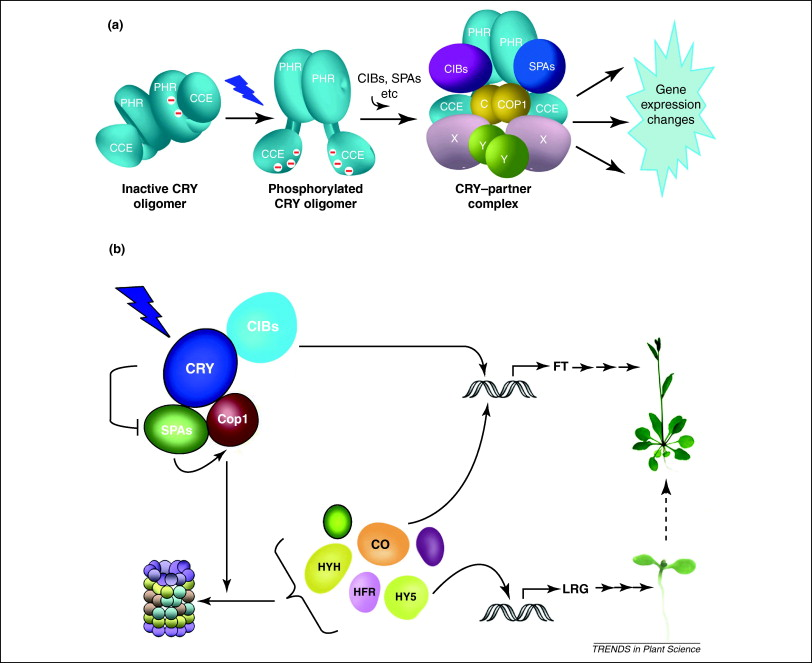 (a)
PHR
PHR
CCE
CCE
Inactive CRY
oligomer
PHR
PHR
CCE
CCE
Phosphorylated
CRY oligomer
CIBs, SPAs
etc
PHR
PHR
CIBs
SPAs
CCE
C
COP1
CCE
X
X
Y
Y
CRY–partner
complex
Gene
expression
changes
(b)
CIBs
CRY
SPAs
Cop1
FT
CO
HYH
HFR
HY5
LRG
TRENDS in Plant Science